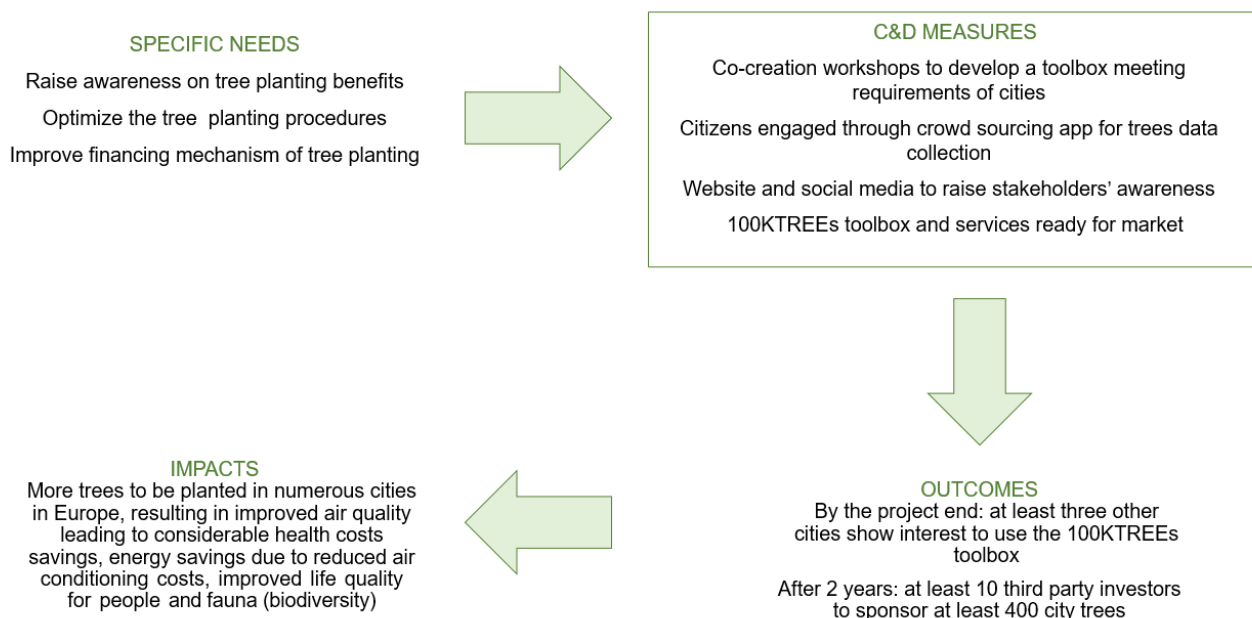 SPECIFIC NEEDS
Raise awareness on tree planting benefits
Optimize the tree planting procedures
Improve financing mechanism of tree planting
C&D MEASURES
Co-creation workshops to develop a toolbox meeting
requirements of cities
Citizens engaged through crowd sourcing app for trees data
collection
Website and social media to raise stakeholders' awareness
100KTREEs toolbox and services ready for market
OUTCOMES
By the project end: at least three other
cities show interest to use the 100KTREEs
toolbox
After 2 years: at least 10 third party investors
to sponsor at least 400 city trees
IMPACTS
More trees to be planted in numerous cities
in Europe, resulting in improved air quality
leading to considerable health costs
savings, energy savings due to reduced air
conditioning costs, improved life quality
for people and fauna (biodiversity)